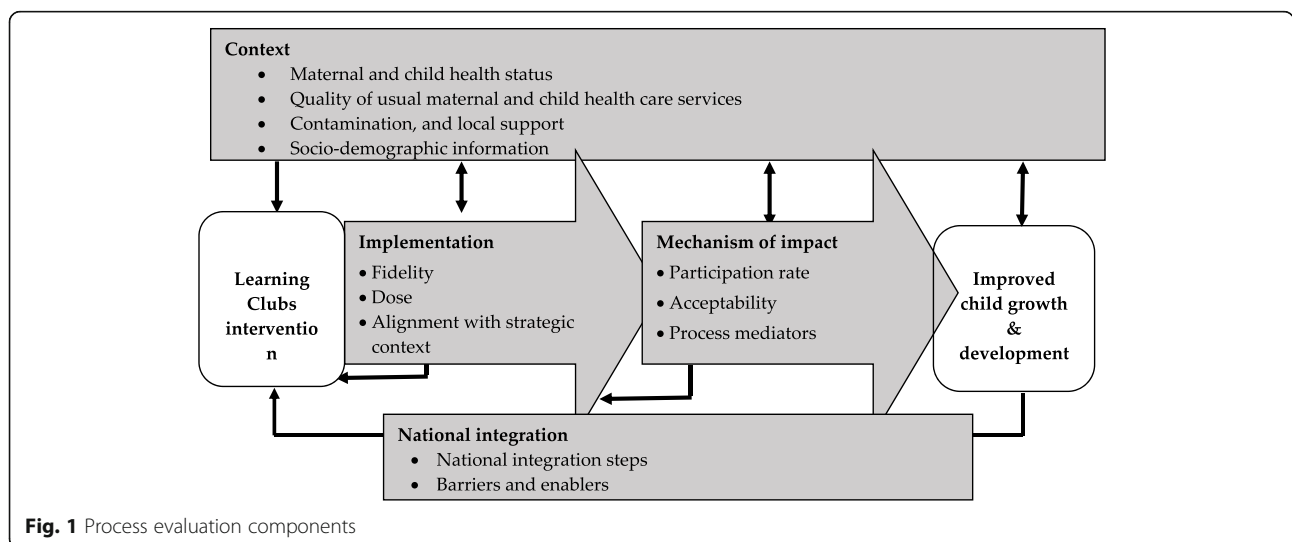 Context
• Maternal and child health status
• Quality of usual maternal and child health care services
• Contamination, and local support
• Socio-demographic information
Learning
Clubs
interventio
n
Implementation
• Fidelity
• Dose
• Alignment with strategic
context
Mechanism of impact
• Participation rate
• Acceptability
• Process mediators
Improved
child growth
&
development
National integration
• National integration steps
• Barriers and enablers
Fig. 1 Process evaluation components